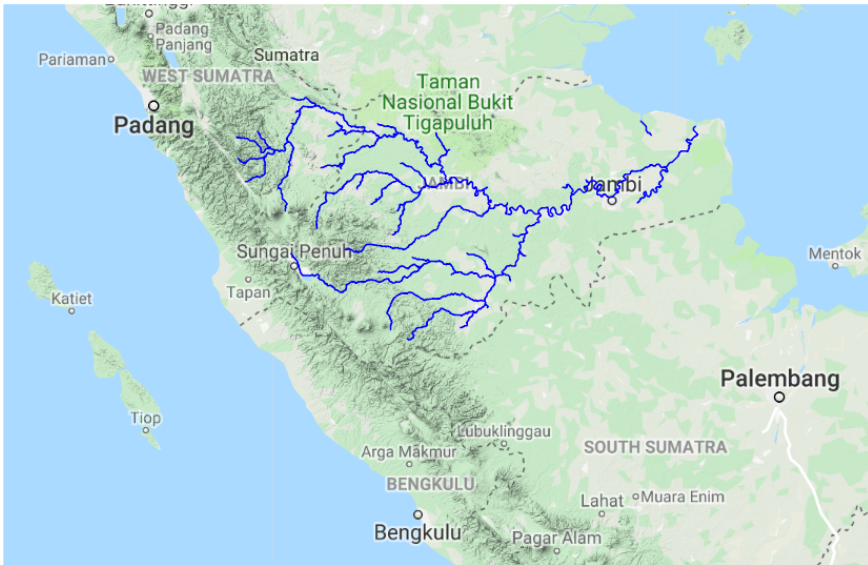 Padang
Panjang
Pariaman
Sumatra
WEST SUMATRA
Taman
Nasional Bukit
Tigapuluh
Padang
Jambi
Sungai Penuh
Mentok
Tapan
Katiet
Palembang
Tiop
Lubuklinggau
SOUTH SUMATRA
Arga Makmur
BENGKULU
Muara Enim
Lahat
Bengkulu
Pagar Alam